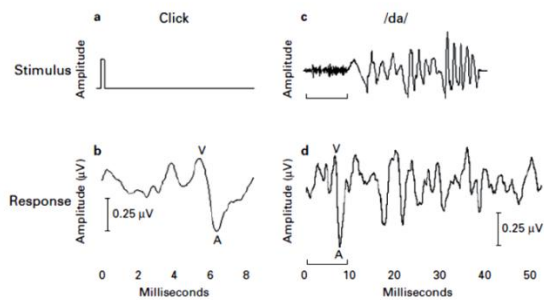 a Click c /da/
Stimulus
Amplitude
Amplitude
b V d V
Response
Amplitude (µV)
Amplitude (µV)
0.25 µV
0.25 µV
A
A
0 2 4 6 8 0 10 20 30 40 50
Milliseconds Milliseconds